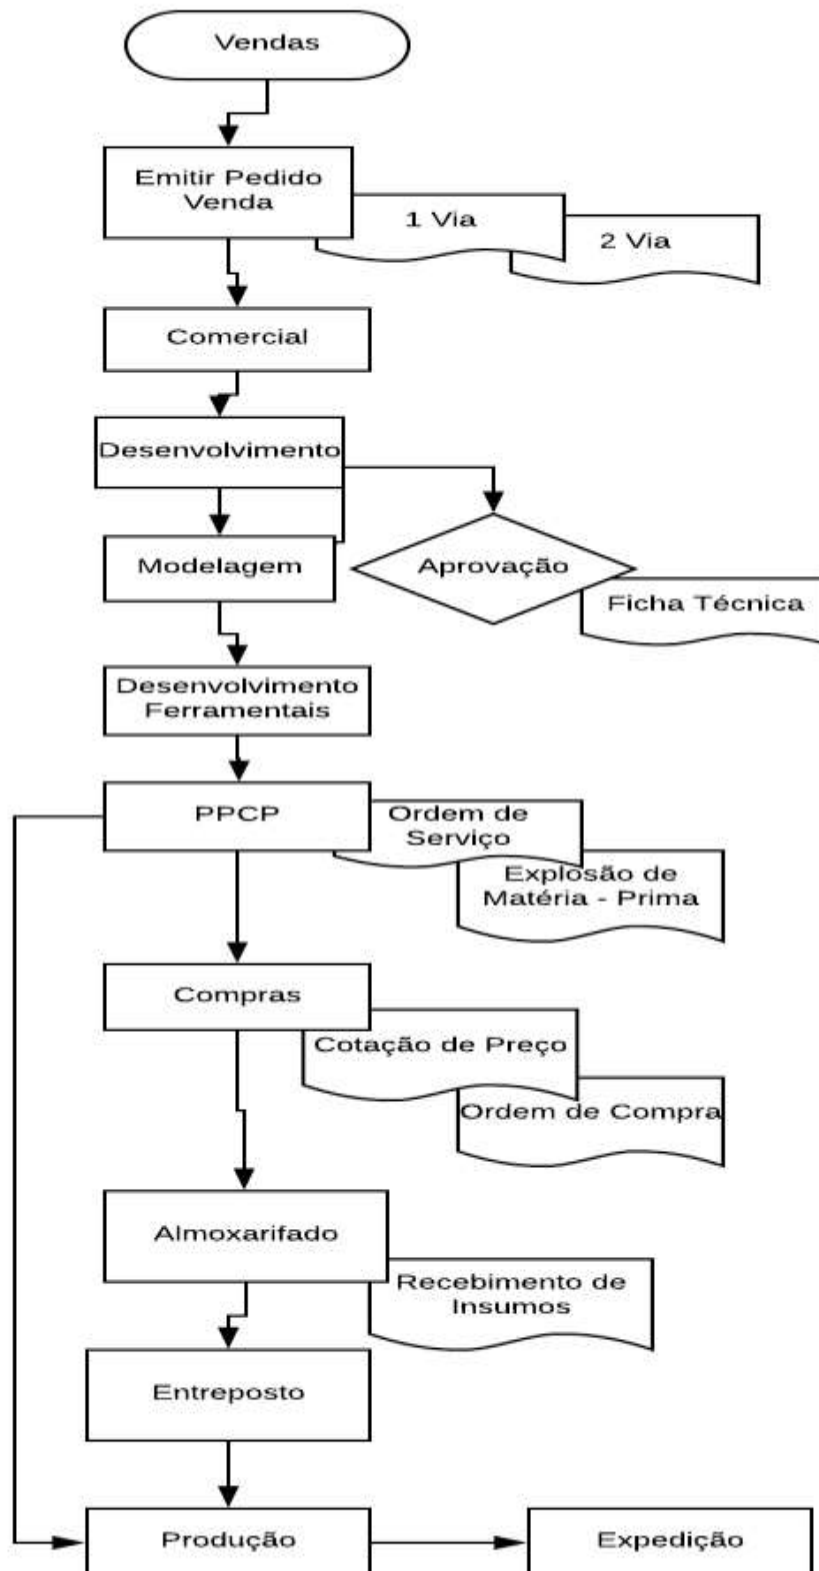 Vendas
Emitir Pedido
Venda
1 Via
2 Via
Comercial
Desenvolvimento
Modelagem
Aprovação
Ficha Técnica
Desenvolvimento
Ferramentais
PPCP
Ordem de
Serviço
Explosão de
Matéria - Prima
Compras
Cotação de Preço
Ordem de Compra
Almoxarifado
Recebimento de
Insumos
Entreposto
Produção
Expedição